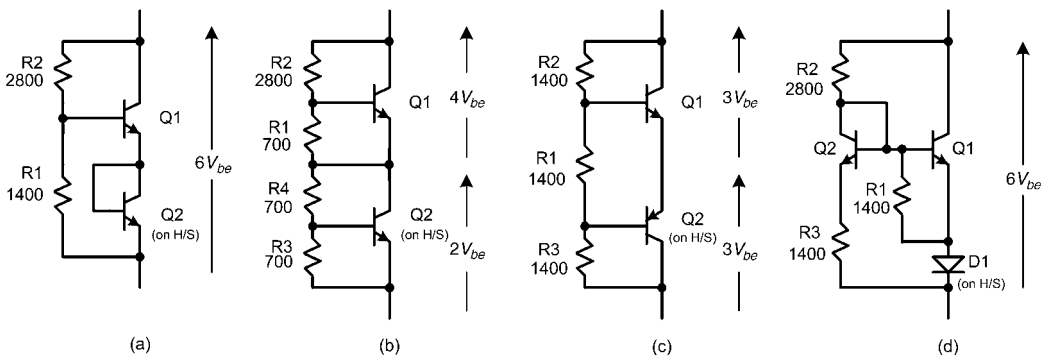 R2
2800
Q1
R1
1400
Q2
(on H/S)
6Vbe
(a)
R2
2800
Q1
R1
700
R4
700
Q2
(on H/S)
R3
700
4Vbe
2Vbe
(b)
R2
1400
Q1
R1
1400
Q2
(on H/S)
R3
1400
3Vbe
3Vbe
(c)
R2
2800
Q2
Q1
R1
1400
R3
1400
D1
(on H/S)
6Vbe
(d)